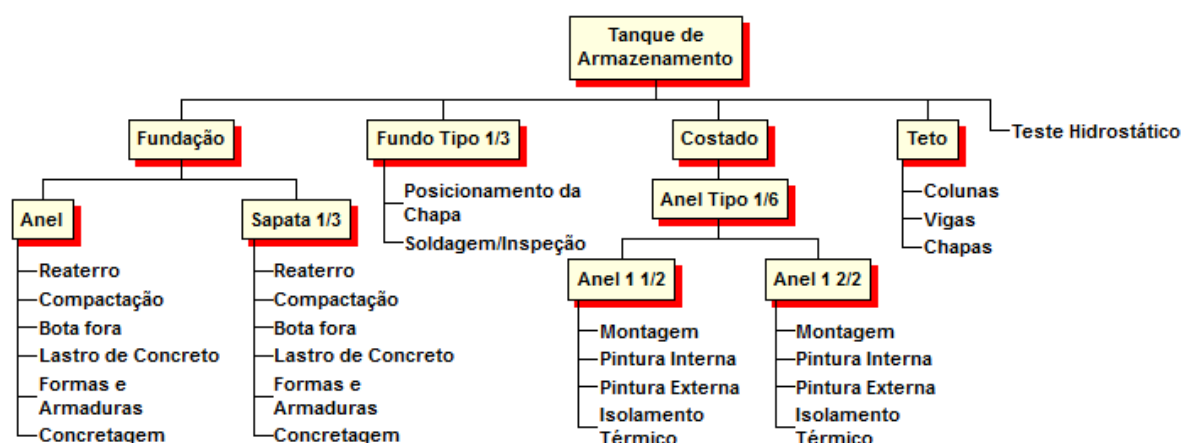 Tanque de
Armazenamento
Fundação
Fundo Tipo 1/3
Costado
Teto
Teste Hidrostático
Anel
Sapata 1/3
Posicionamento da
Chapa
Soldagem/Inspeção
Anel Tipo 1/6
Colunas
Vigas
Chapas
Reaterro
Compactação
Bota fora
Lastro de Concreto
Formas e
Armaduras
Concretagem
Reaterro
Compactação
Bota fora
Lastro de Concreto
Formas e
Armaduras
Concretagem
Anel 1 1/2
Anel 1 2/2
Montagem
Pintura Interna
Pintura Externa
Isolamento
Térmico
Montagem
Pintura Interna
Pintura Externa
Isolamento
Térmico